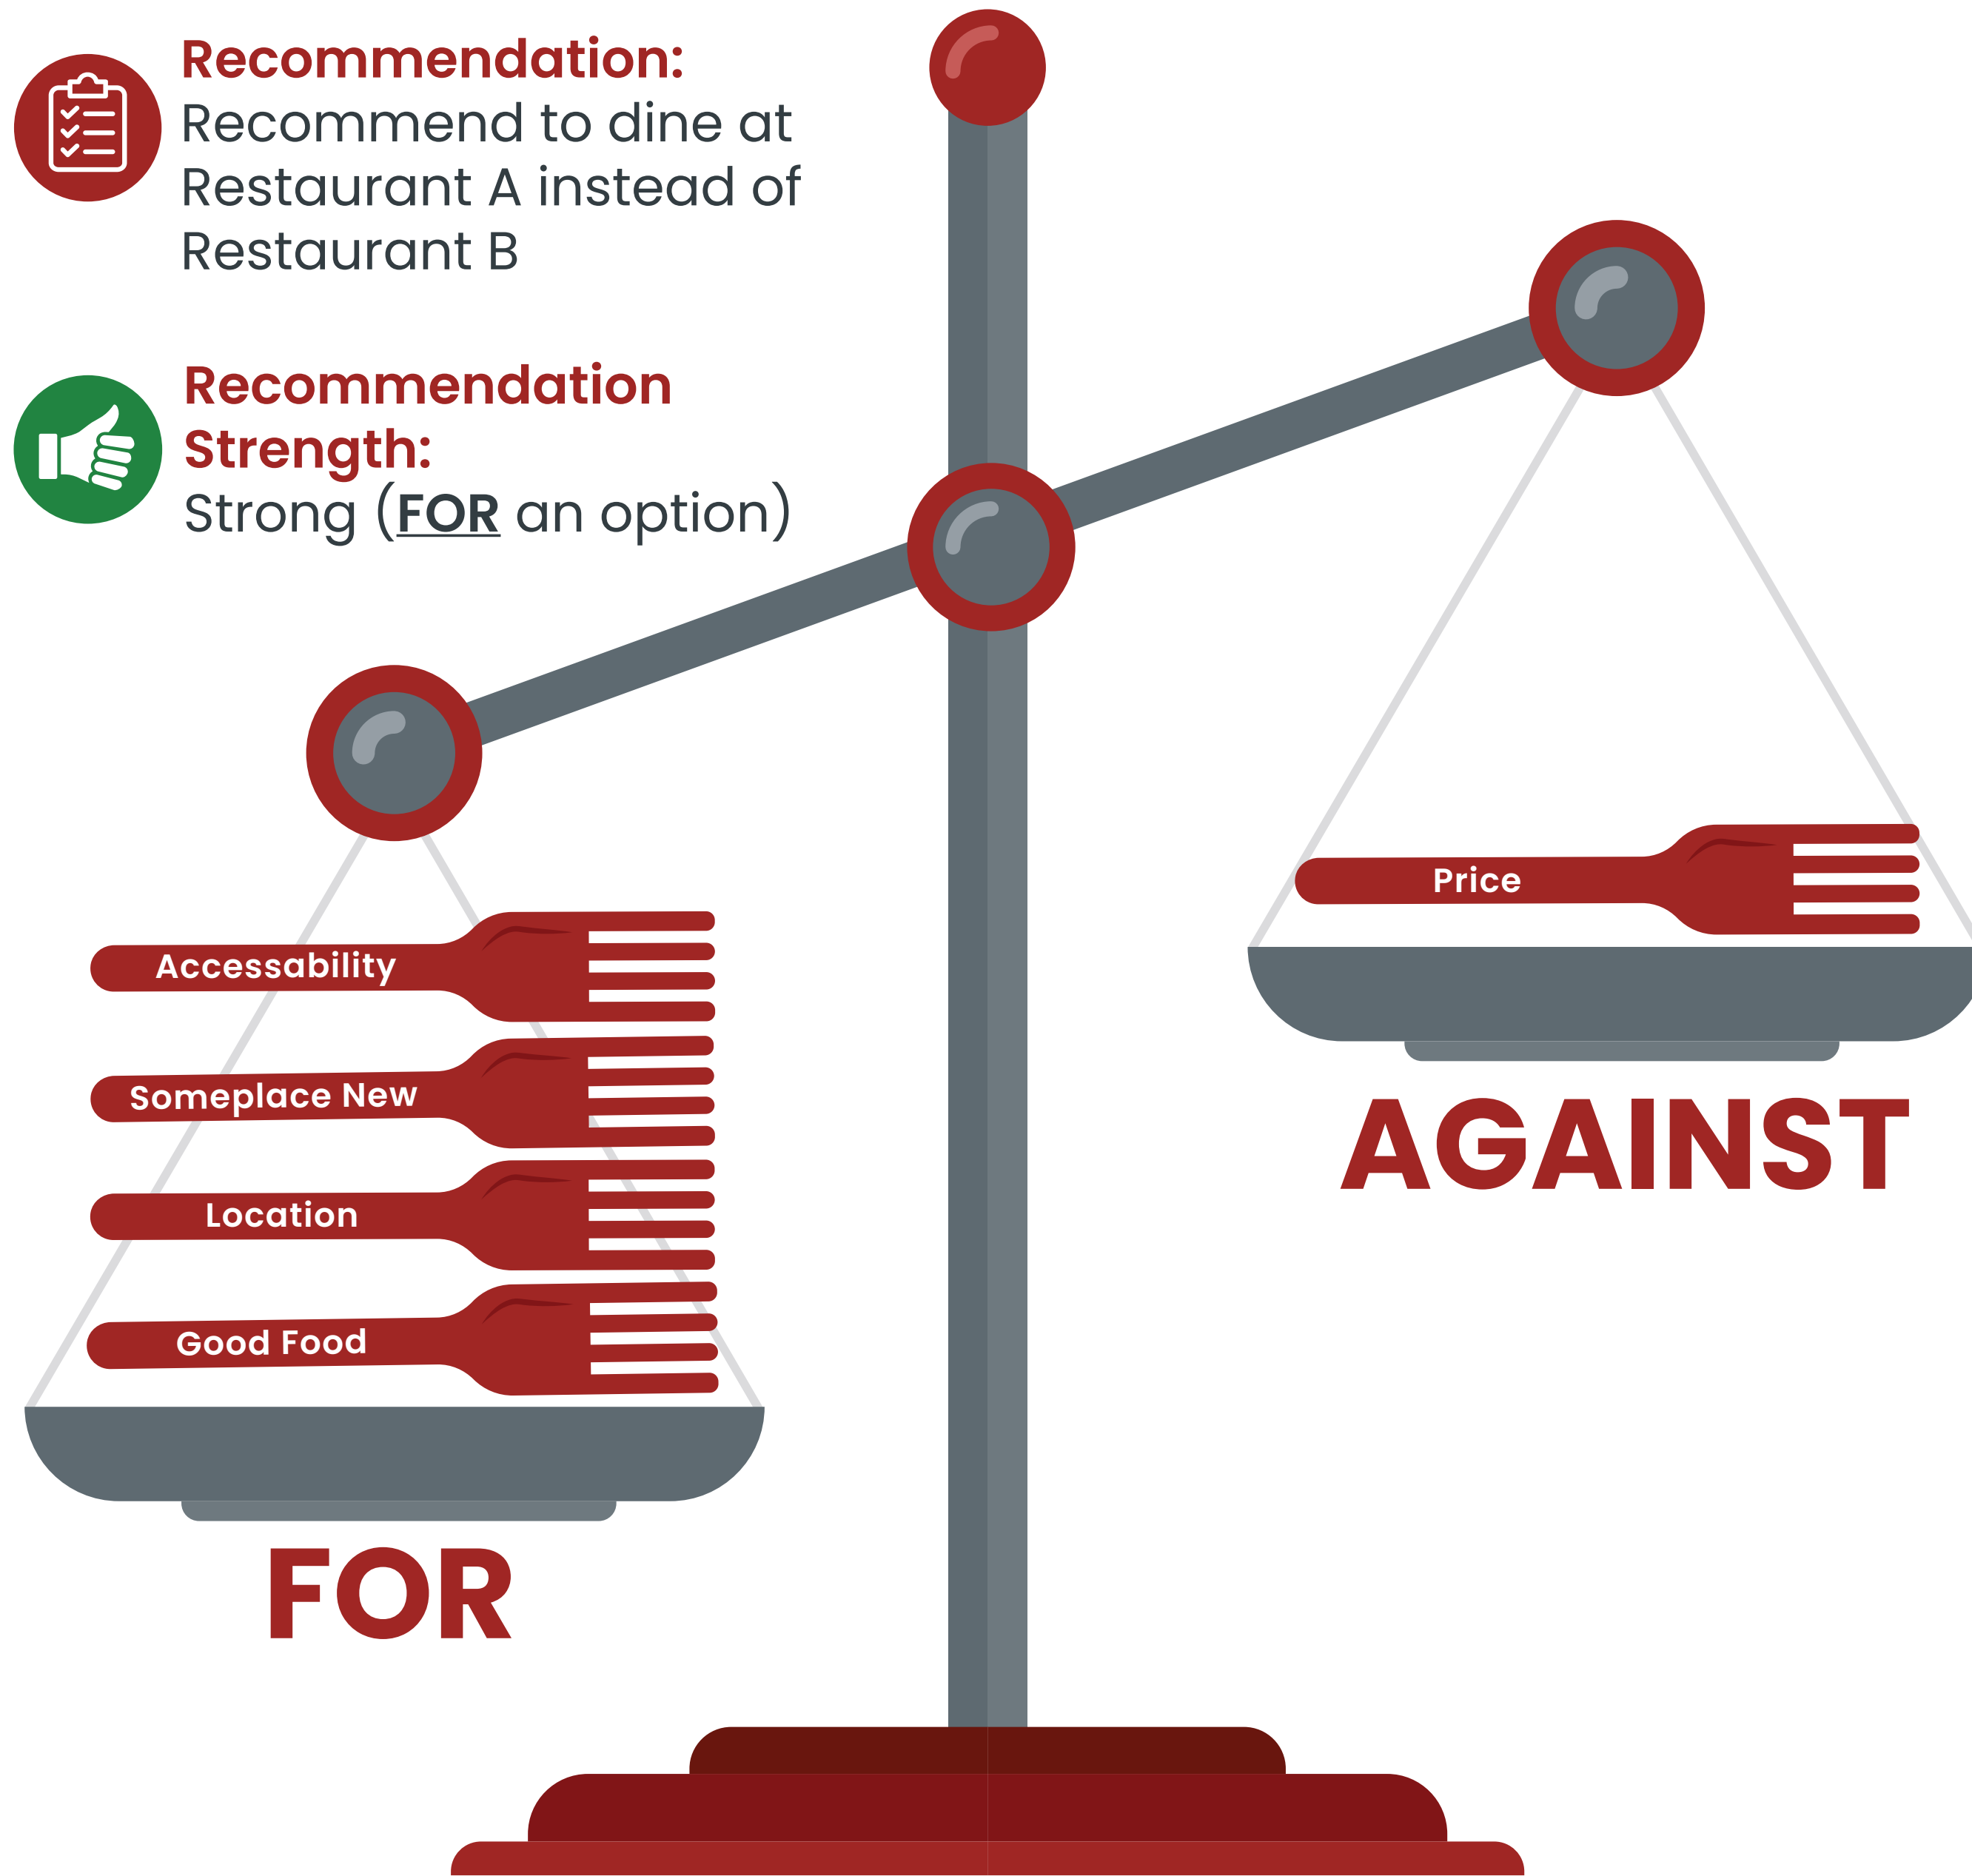 Recommendation:
Recommend to dine at
Restaurant A instead of
Restaurant B
Recommendation
Strength:
Strong (FOR an option)
Price
Accessability
Someplace New
Location
Good Food
AGAINST
FOR